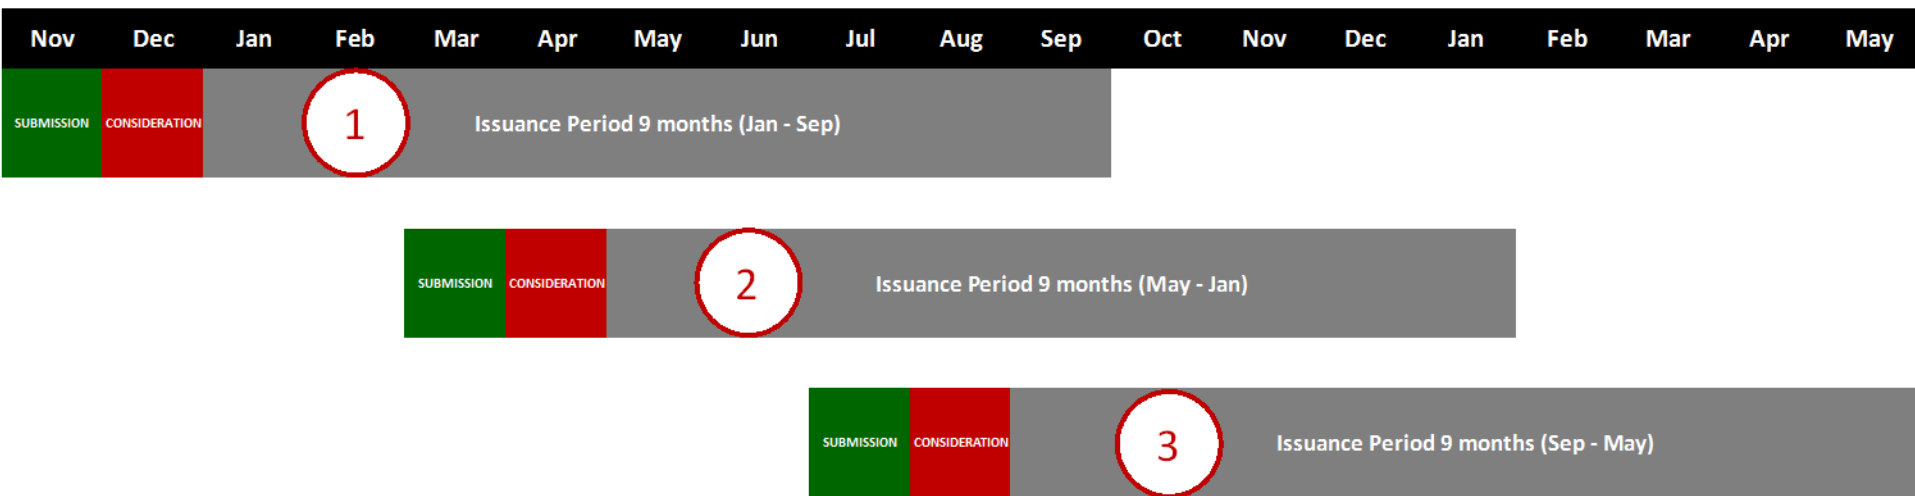 Nov Dec Jan Feb Mar Apr May Jun Jul Aug Sep Oct Nov Dec Jan Feb Mar Apr May
SUBMISSION CONSIDERATION 1 Issuance Period 9 months (Jan - Sep)
SUBMISSION CONSIDERATION 2 Issuance Period 9 months (May - Jan)
SUBMISSION CONSIDERATION 3 Issuance Period 9 months (Sep - May)